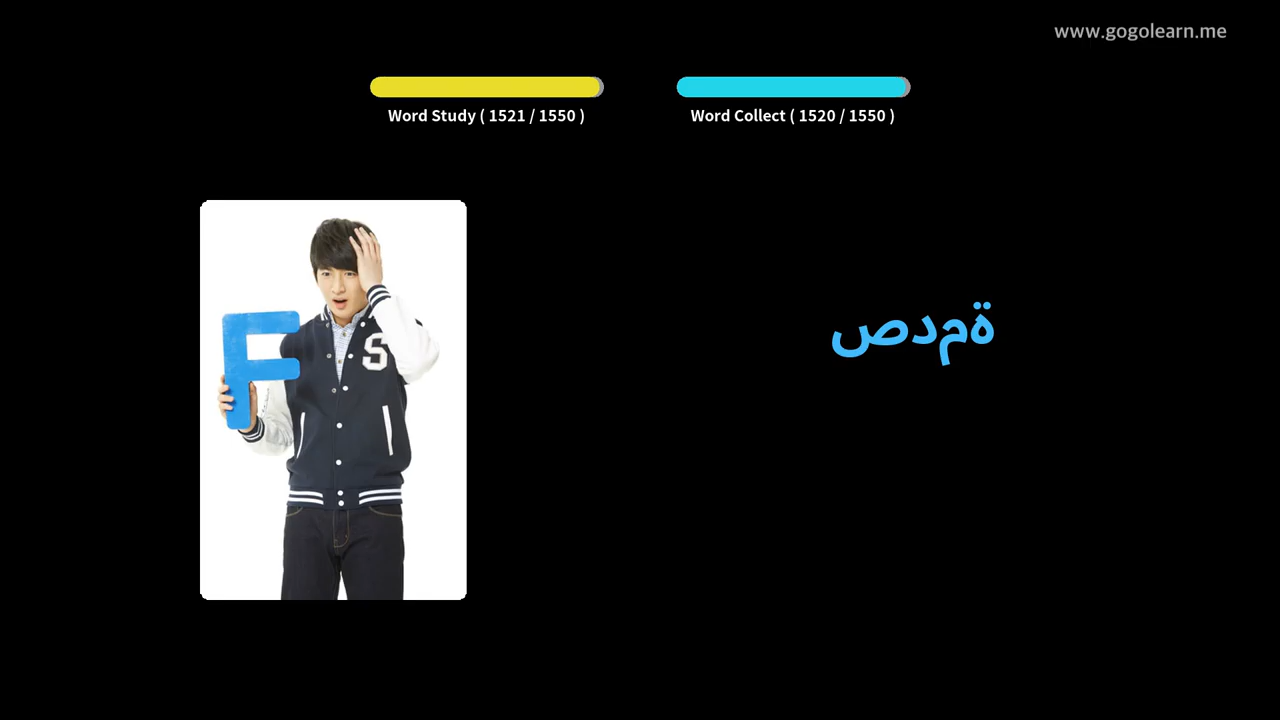 www.gogolearn.me
Word Study ( 1521 / 1550 )
Word Collect ( 1520 / 1550 )
صدمة
F
S